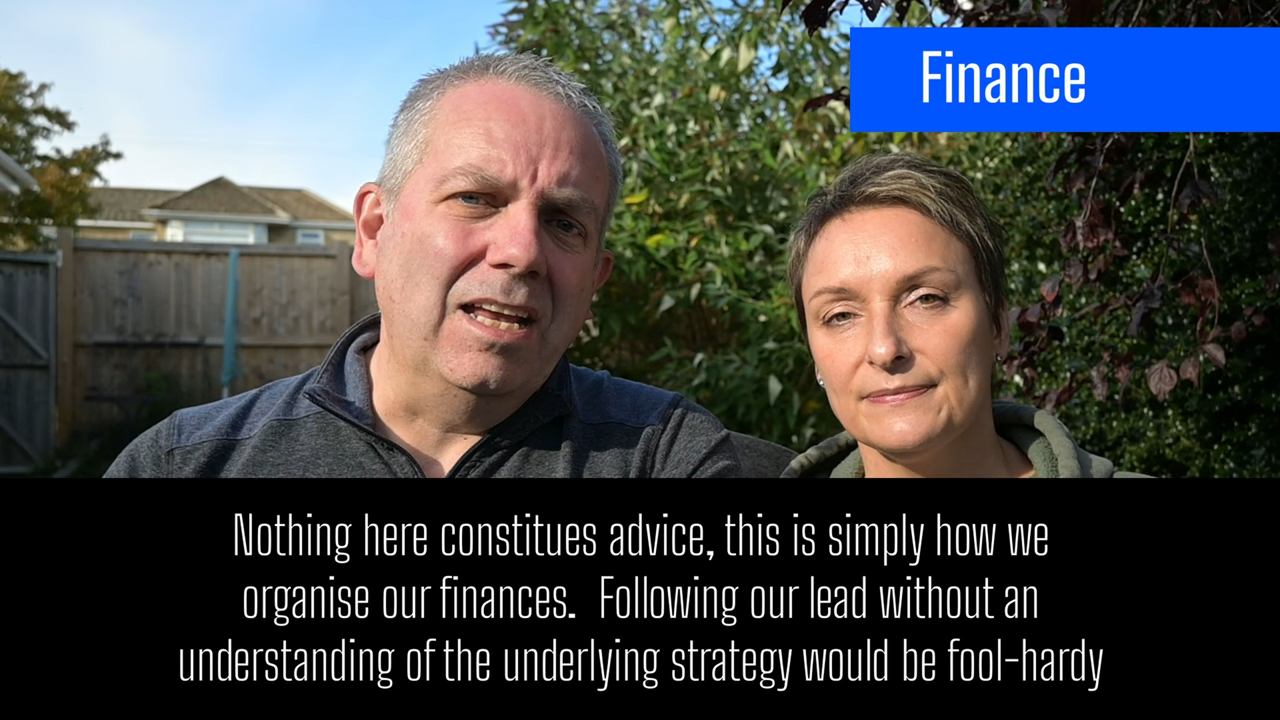 Finance
Nothing here constitues advice, this is simply how we
organise our finances.  Following our lead without an
understanding of the underlying strategy would be fool-hardy